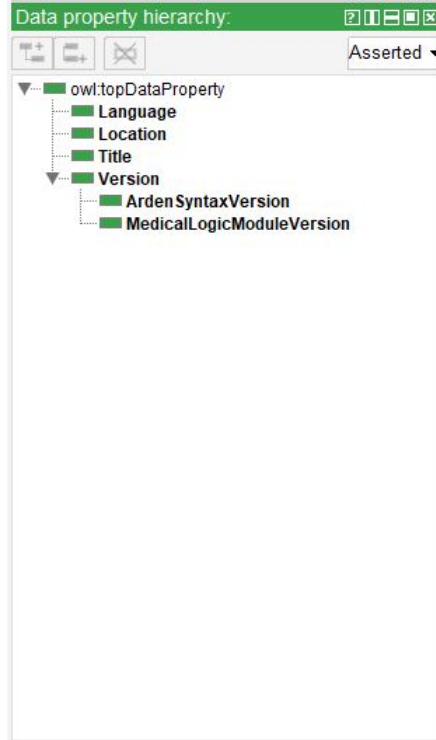 Data property hierarchy:
Asserted
owl:topDataProperty
Language
Location
Title
Version
ArdenSyntaxVersion
MedicalLogicModuleVersion